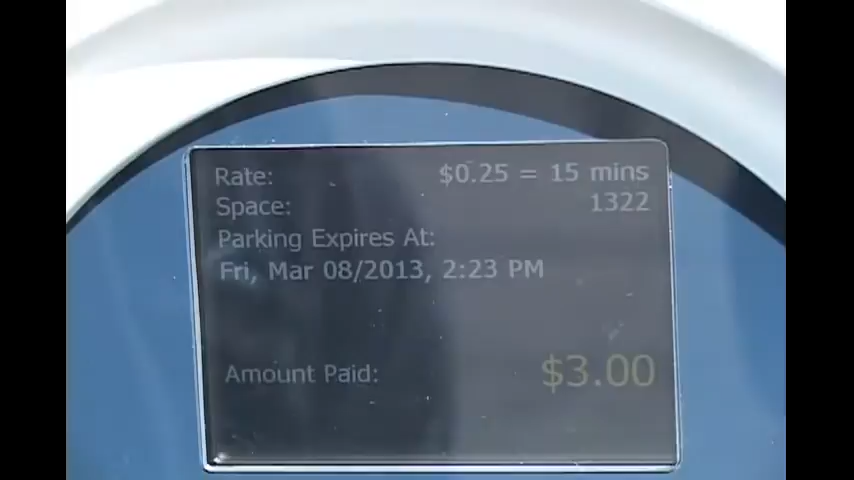 Rate: $0.25 = 15 mins
Space: 1322
Parking Expires At:
Fri, Mar 08/2013, 2:23 PM
Amount Paid: $3.00